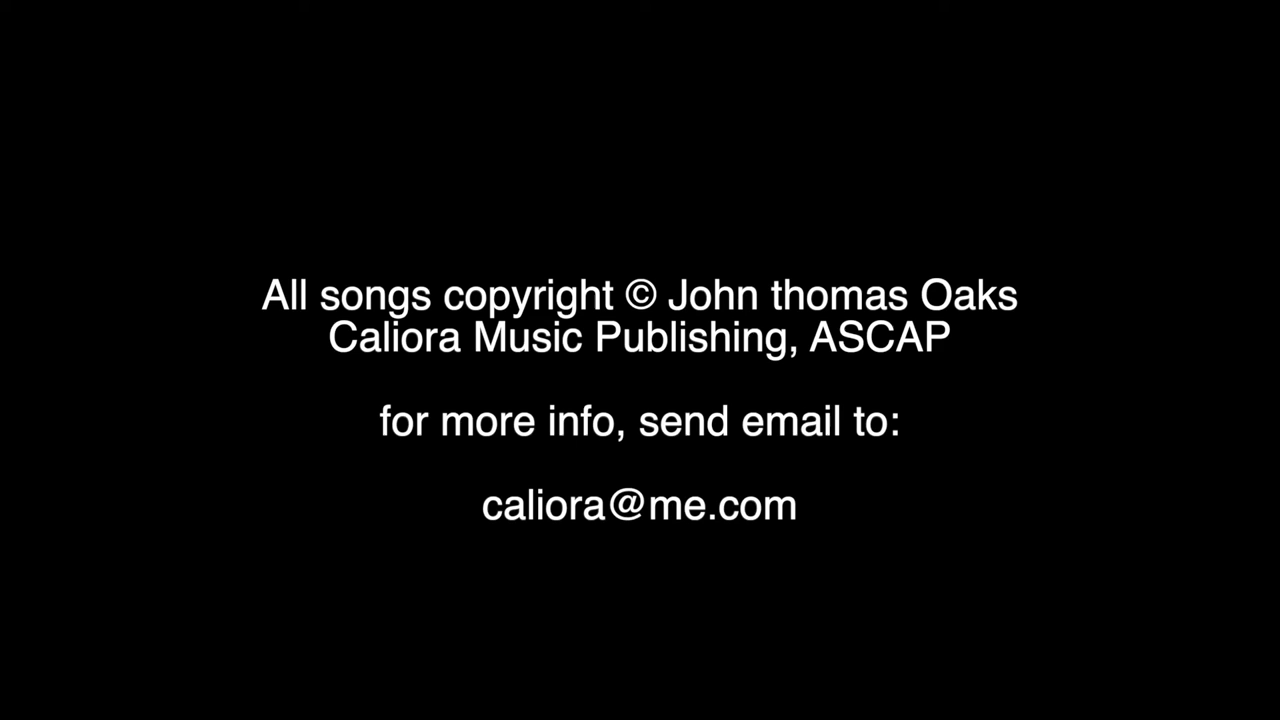 All songs copyright © John thomas Oaks
Caliora Music Publishing, ASCAP
for more info, send email to:
caliora@me.com